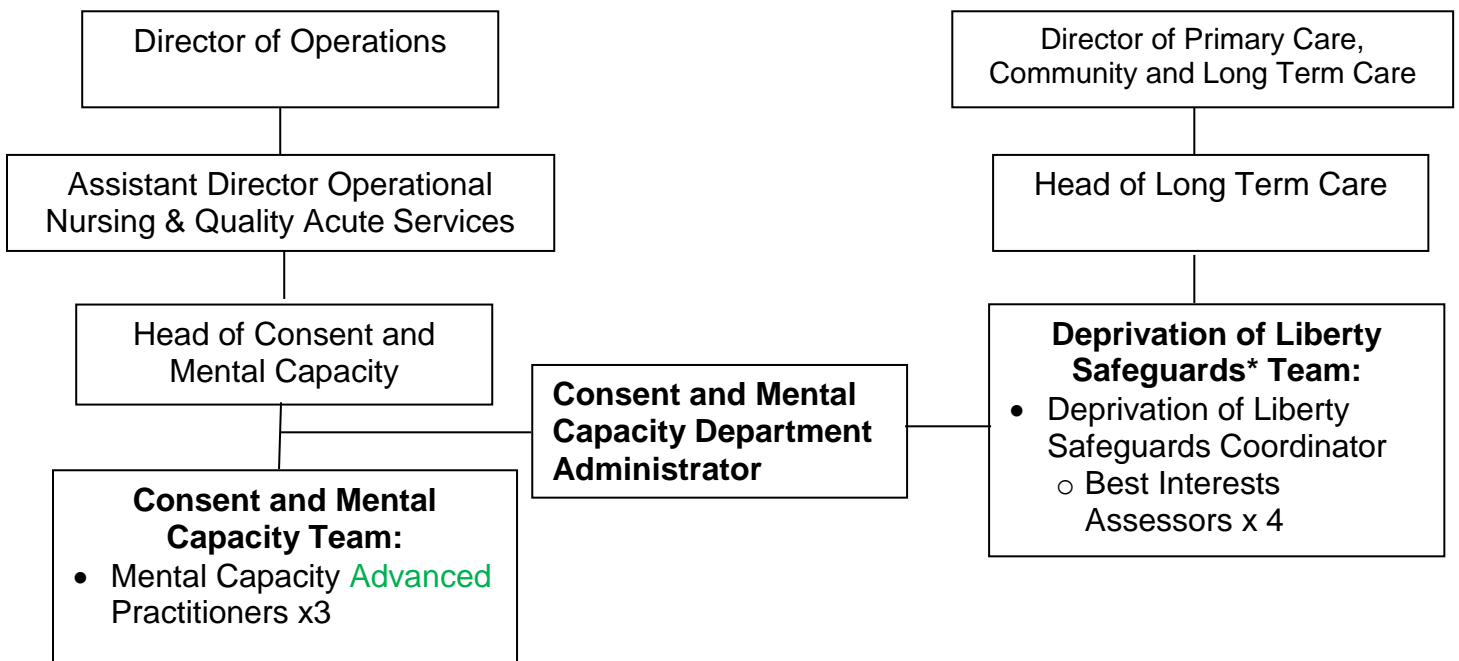 Director of Operations
Director of Primary Care,
Community and Long Term Care
Assistant Director Operational
Nursing & Quality Acute Services
Head of Long Term Care
Head of Consent and
Mental Capacity
Consent and Mental
Capacity Department
Administrator
Deprivation of Liberty
Safeguards* Team:
• Deprivation of Liberty
Safeguards Coordinator
o Best Interests
Assessors x 4
Consent and Mental
Capacity Team:
• Mental Capacity Advanced
Practitioners x3